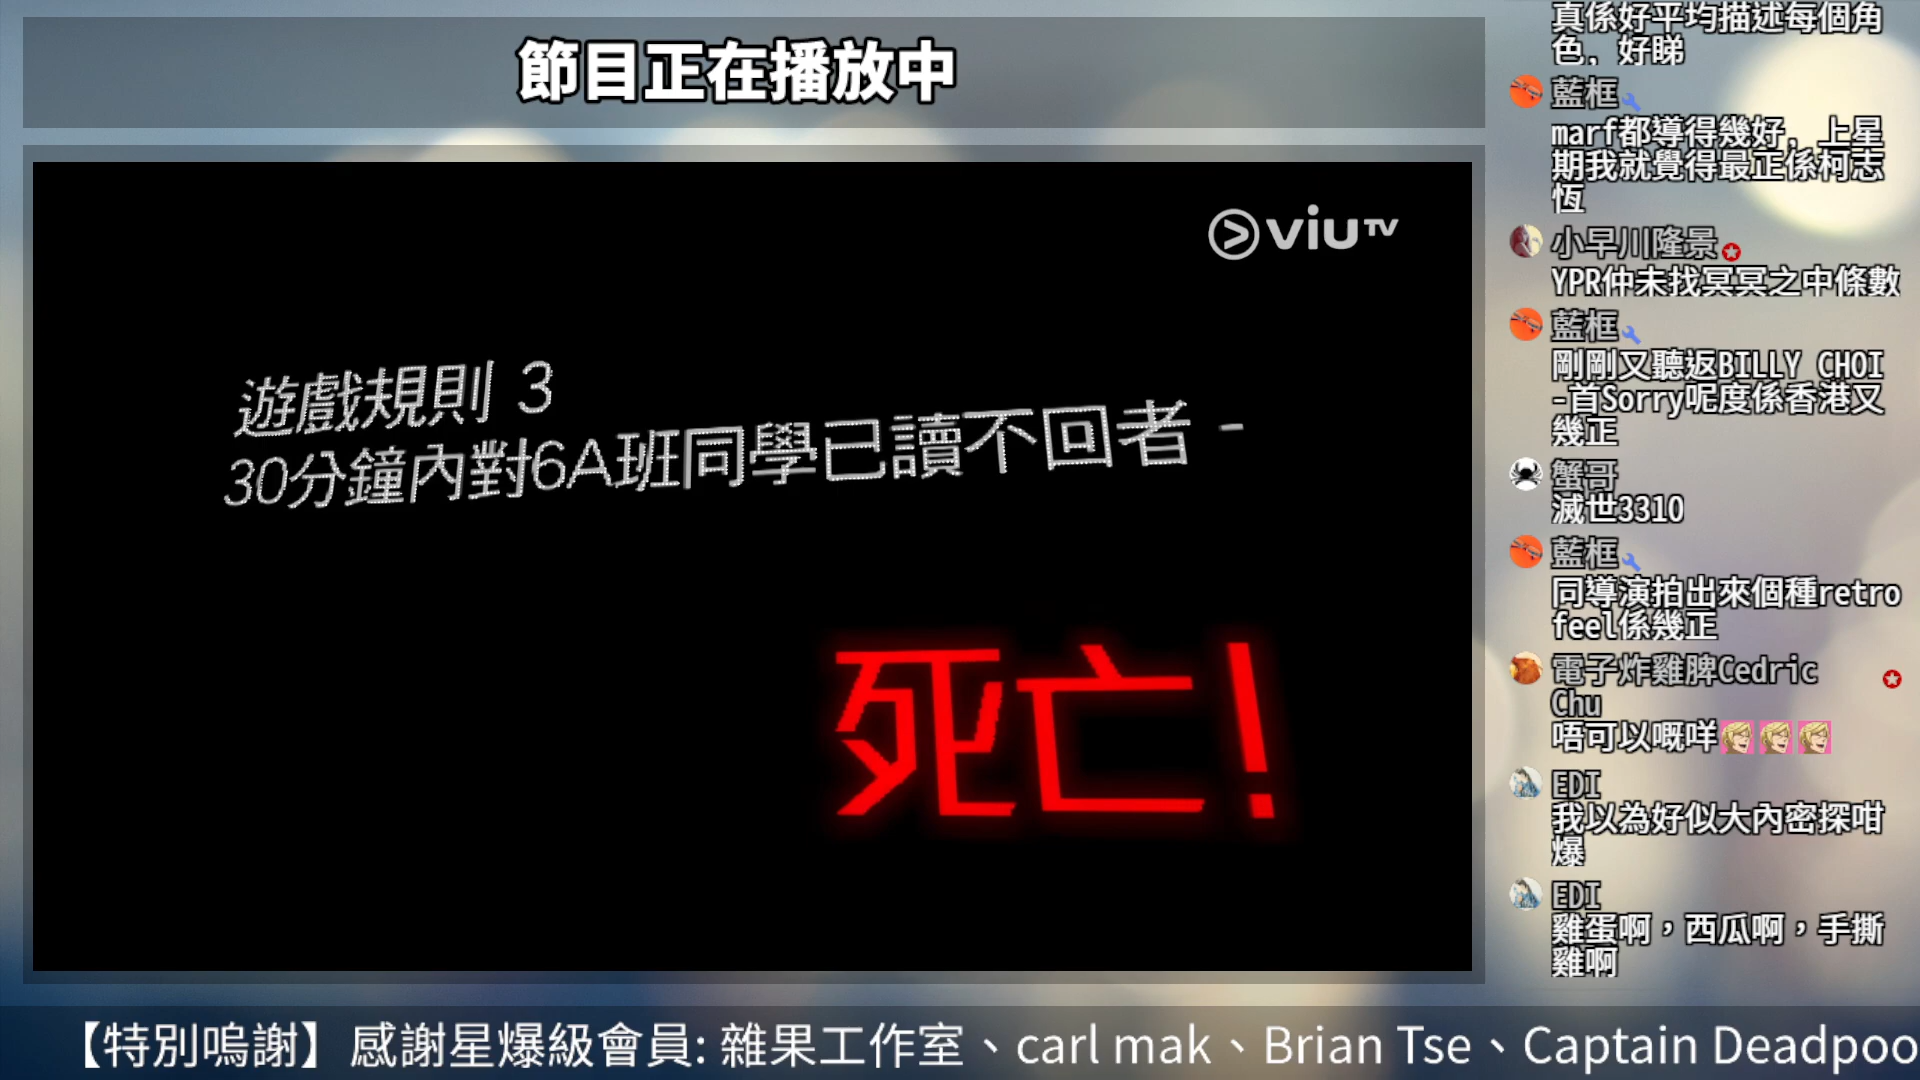 節目正在播放中
viuTV
遊戲規則 3
30分鐘內對6A班同學已讀不回者 -
死亡!
真係好平均描述每個角
色，好睇
藍框
marf都導得幾好，上星
期我就覺得最正係柯志
恆
小早川隆景
YPR仲未找冥冥之中條數
藍框
剛剛又聽返BILLY CHOI
-首Sorry呢度係香港又
幾正
蟹哥
滅世3310
藍框
同導演拍出來個種retro
feel係幾正
電子炸雞脾Cedric
Chu
唔可以嘅咩
EDI
我以為好似大內密探咁
爆
EDI
雞蛋啊，西瓜啊，手撕
雞啊
【特別嗚謝】感謝星爆級會員: 雜果工作室、carl mak、Brian Tse、Captain Deadpoo